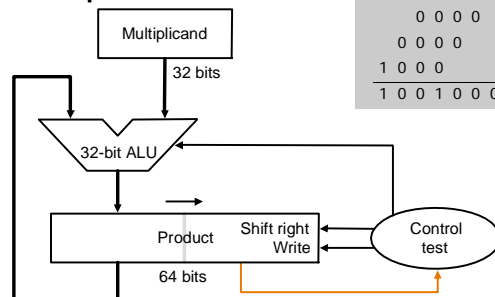 Multiplicand
32 bits
0 0 0 0
0 0 0 0
1 0 0 0
1 0 0 1 0 0 0
32-bit ALU
Product
Shift right
Write
64 bits
Control
test